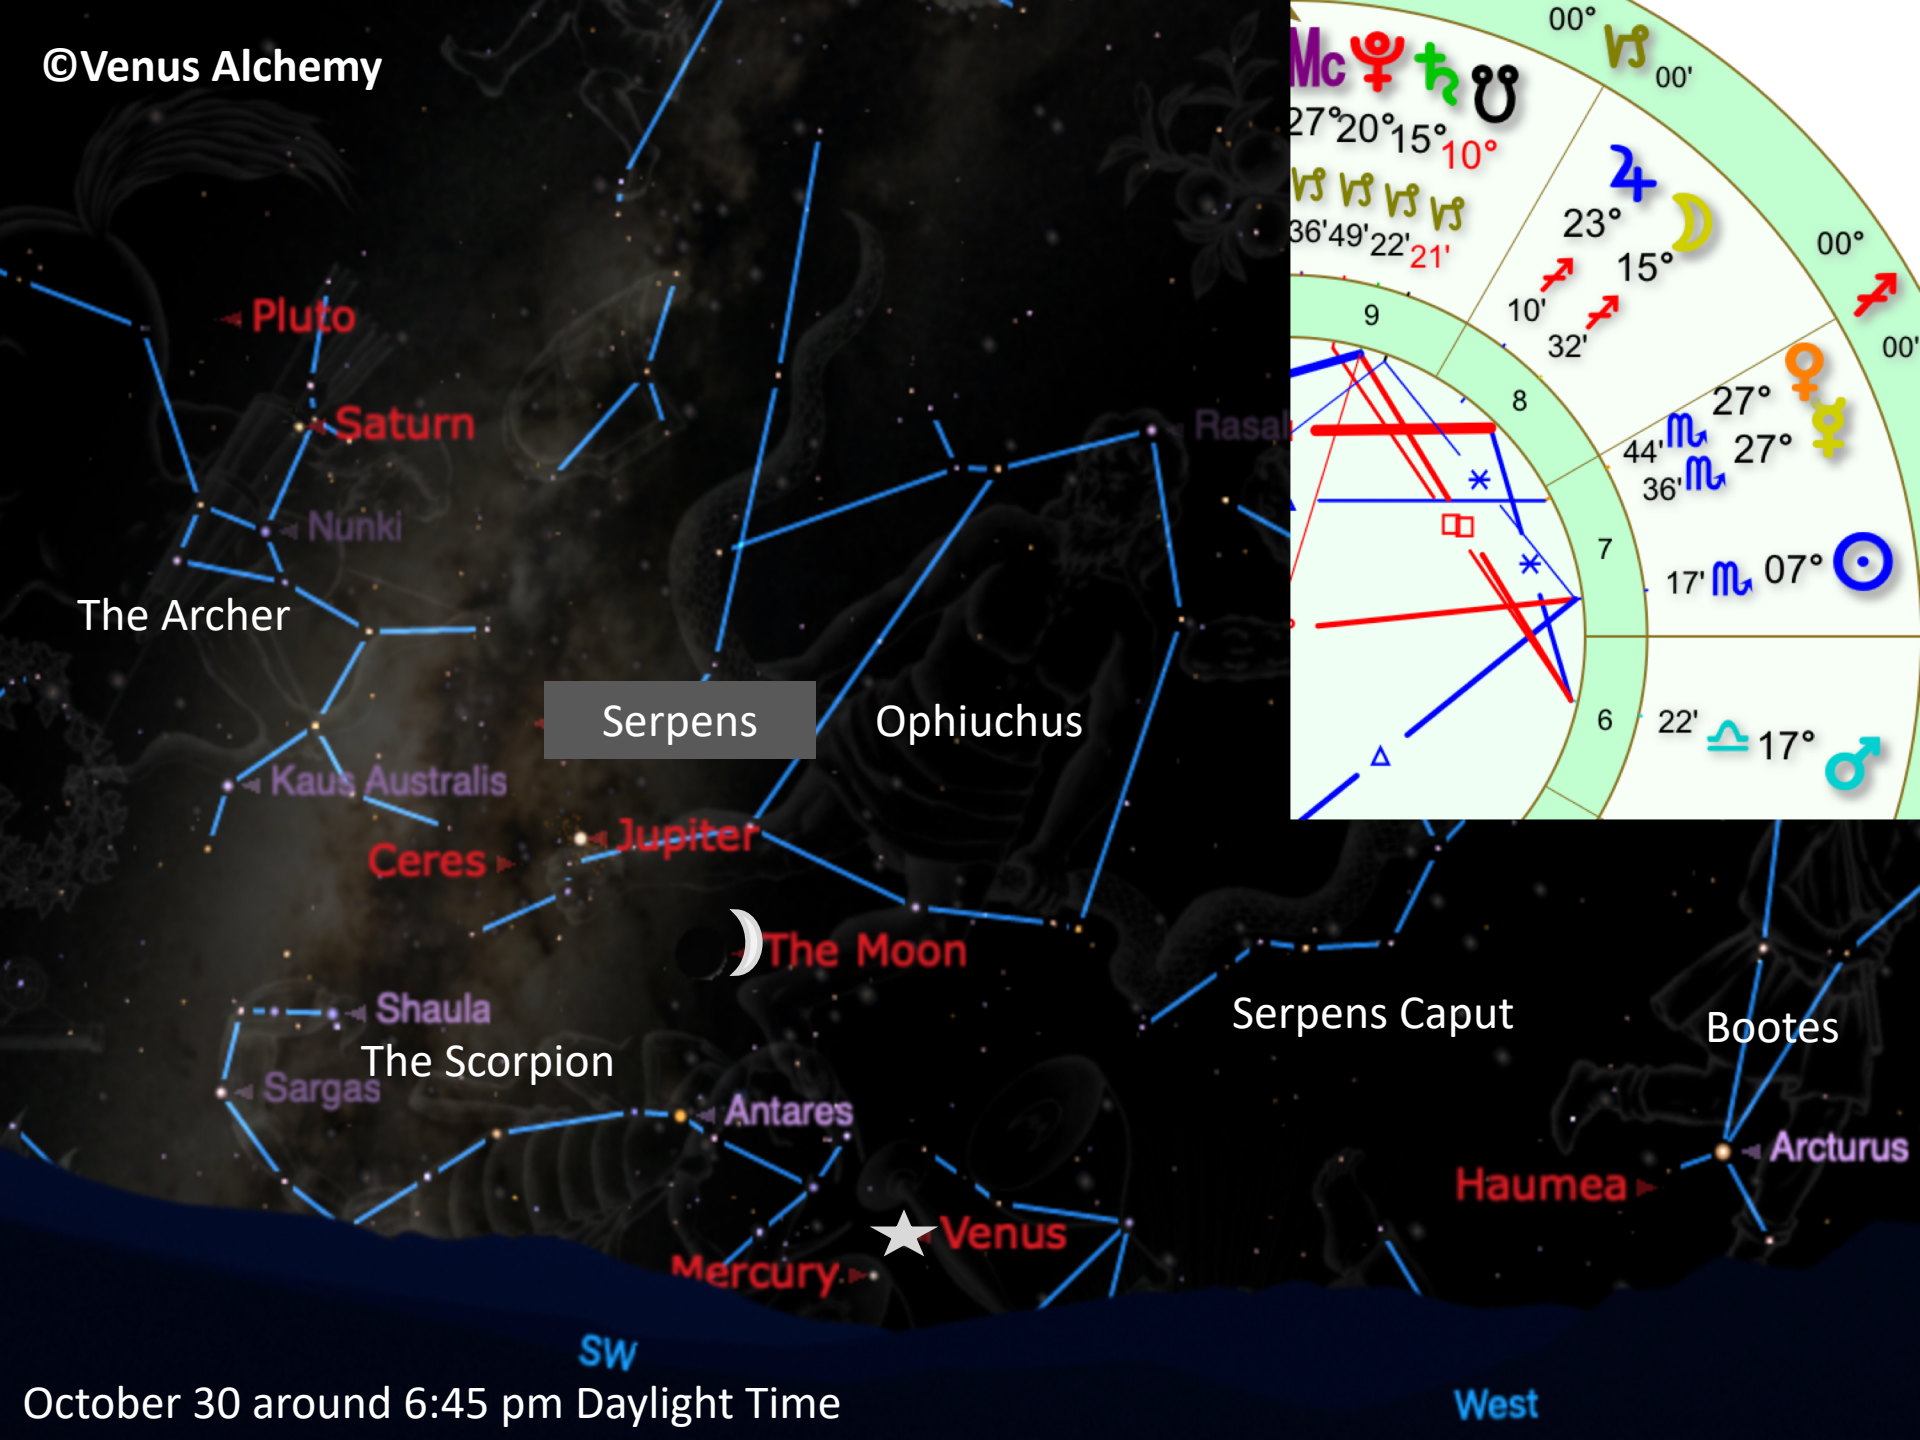 ©Venus Alchemy
00°
00'
Mc
27° 20° 15° 10°
36' 49' 22' 21'
23°
15°
10'
32'
00°
00'
9
8
7
6
27°
44'
27°
36'
17' 07°
22' 17°
Pluto
Saturn
Rasal
Nunki
The Archer
Serpens
Ophiuchus
Kaus Australis
Jupiter
Ceres
The Moon
Shaula
Serpens Caput
Bootes
The Scorpion
Sargas
Antares
Arcturus
Haumea
Venus
Mercury
SW
October 30 around 6:45 pm Daylight Time
West